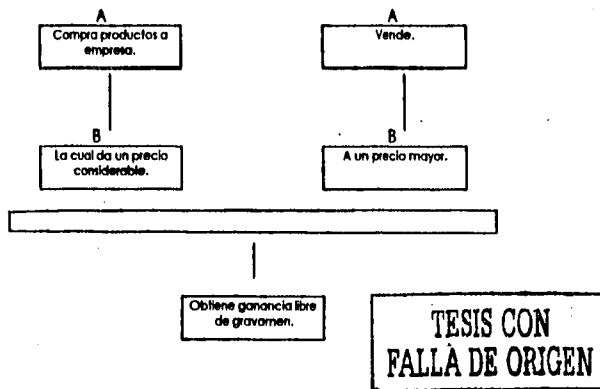 A
Compra productos a
empresa.
A
Vende.
B
La cual da un precio
considerable.
B
A un precio mayor.
Obtiene ganancia libre
de gravamen.
TESIS CON
FALLA DE ORIGEN